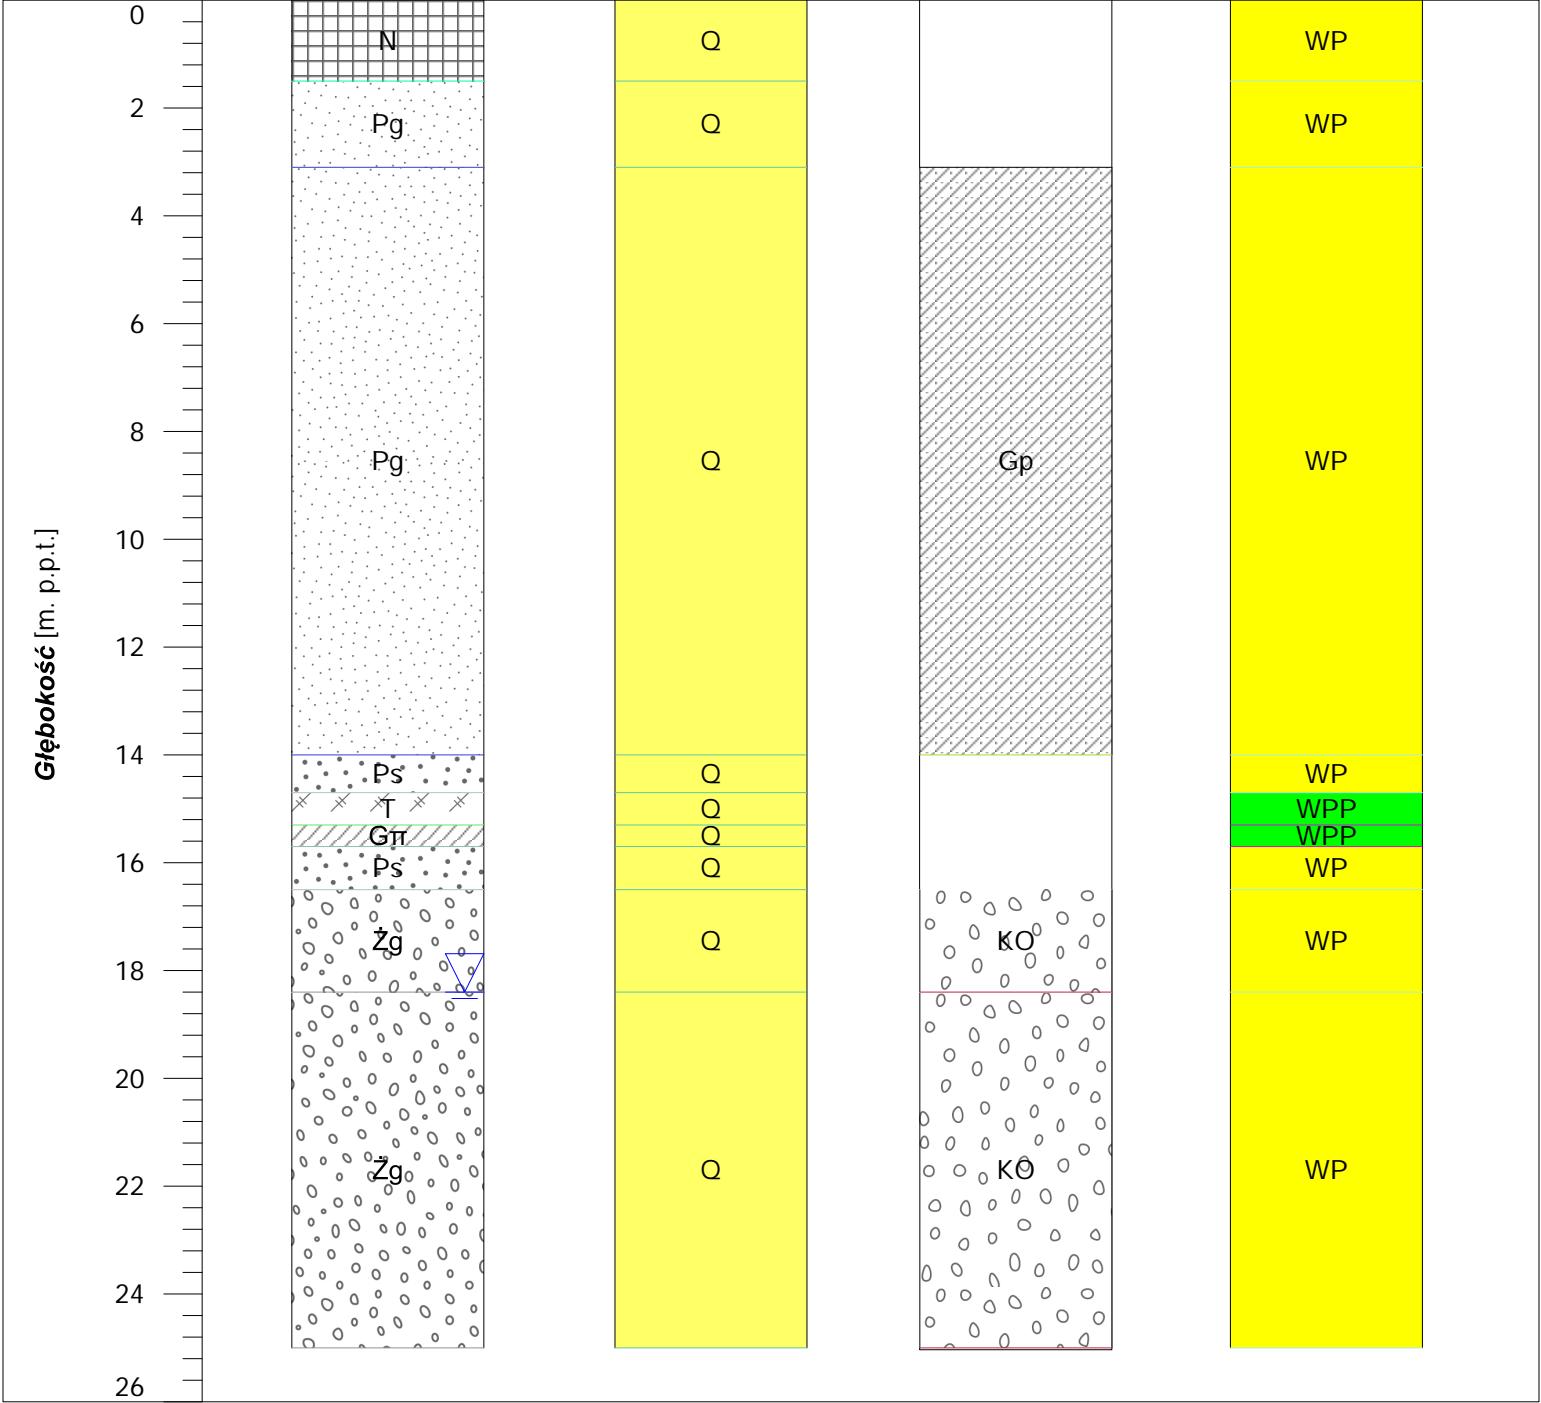 0
N Q WP
2
Pg Q WP
4
6
8
Pg Q Gp WP
10
Głębokość [m. p.p.t.]
12
14
Ps Q WP
T Q WPP
Gπ Q WPP
16
Ps Q WP
Żg Q KO WP
18
20
Żg Q KO WP
22
24
26